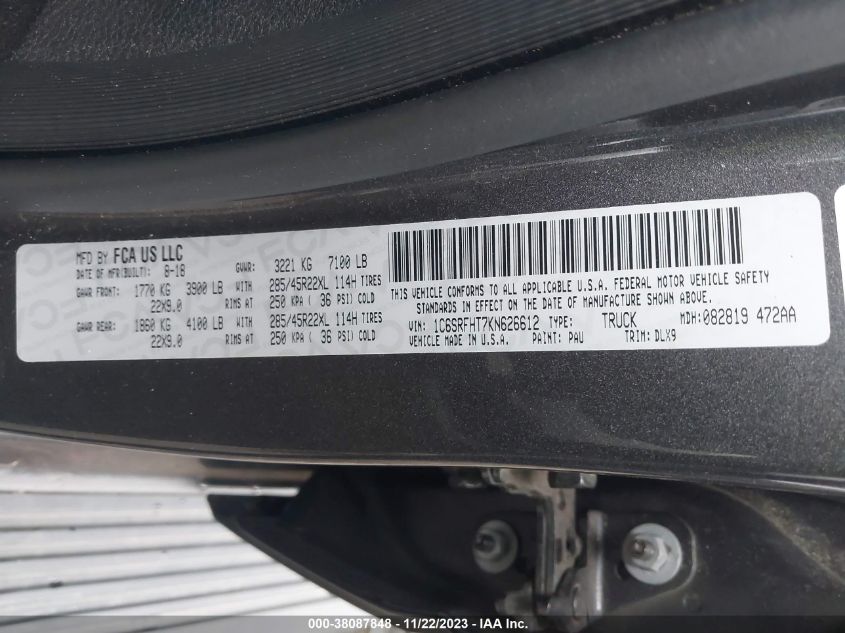 MFD BY FCA US LLC
DATE OF MFR(BUILT): 8-18 GVWR: 3221 KG 7100 LB
GAWR FRONT: 1770 KG 3900 LB WITH 285/45R22XL 114H TIRES
22X9.0 RIMS AT 250 KPA ( 36 PSI) COLD
GAWR REAR: 1860 KG 4100 LB WITH 285/45R22XL 114H TIRES
22X9.0 RIMS AT 250 KPA ( 36 PSI) COLD
THIS VEHICLE CONFORMS TO ALL APPLICABLE U.S.A. FEDERAL MOTOR VEHICLE SAFETY
STANDARDS IN EFFECT ON THE DATE OF MANUFACTURE SHOWN ABOVE.
VIN: 1C6SRFHT7KN626612 TYPE: TRUCK MDH: 082819 472AA
VEHICLE MADE IN U.S.A. PAINT: PAU TRIM: DLX9
000-38087848 - 11/22/2023 - IAA Inc.